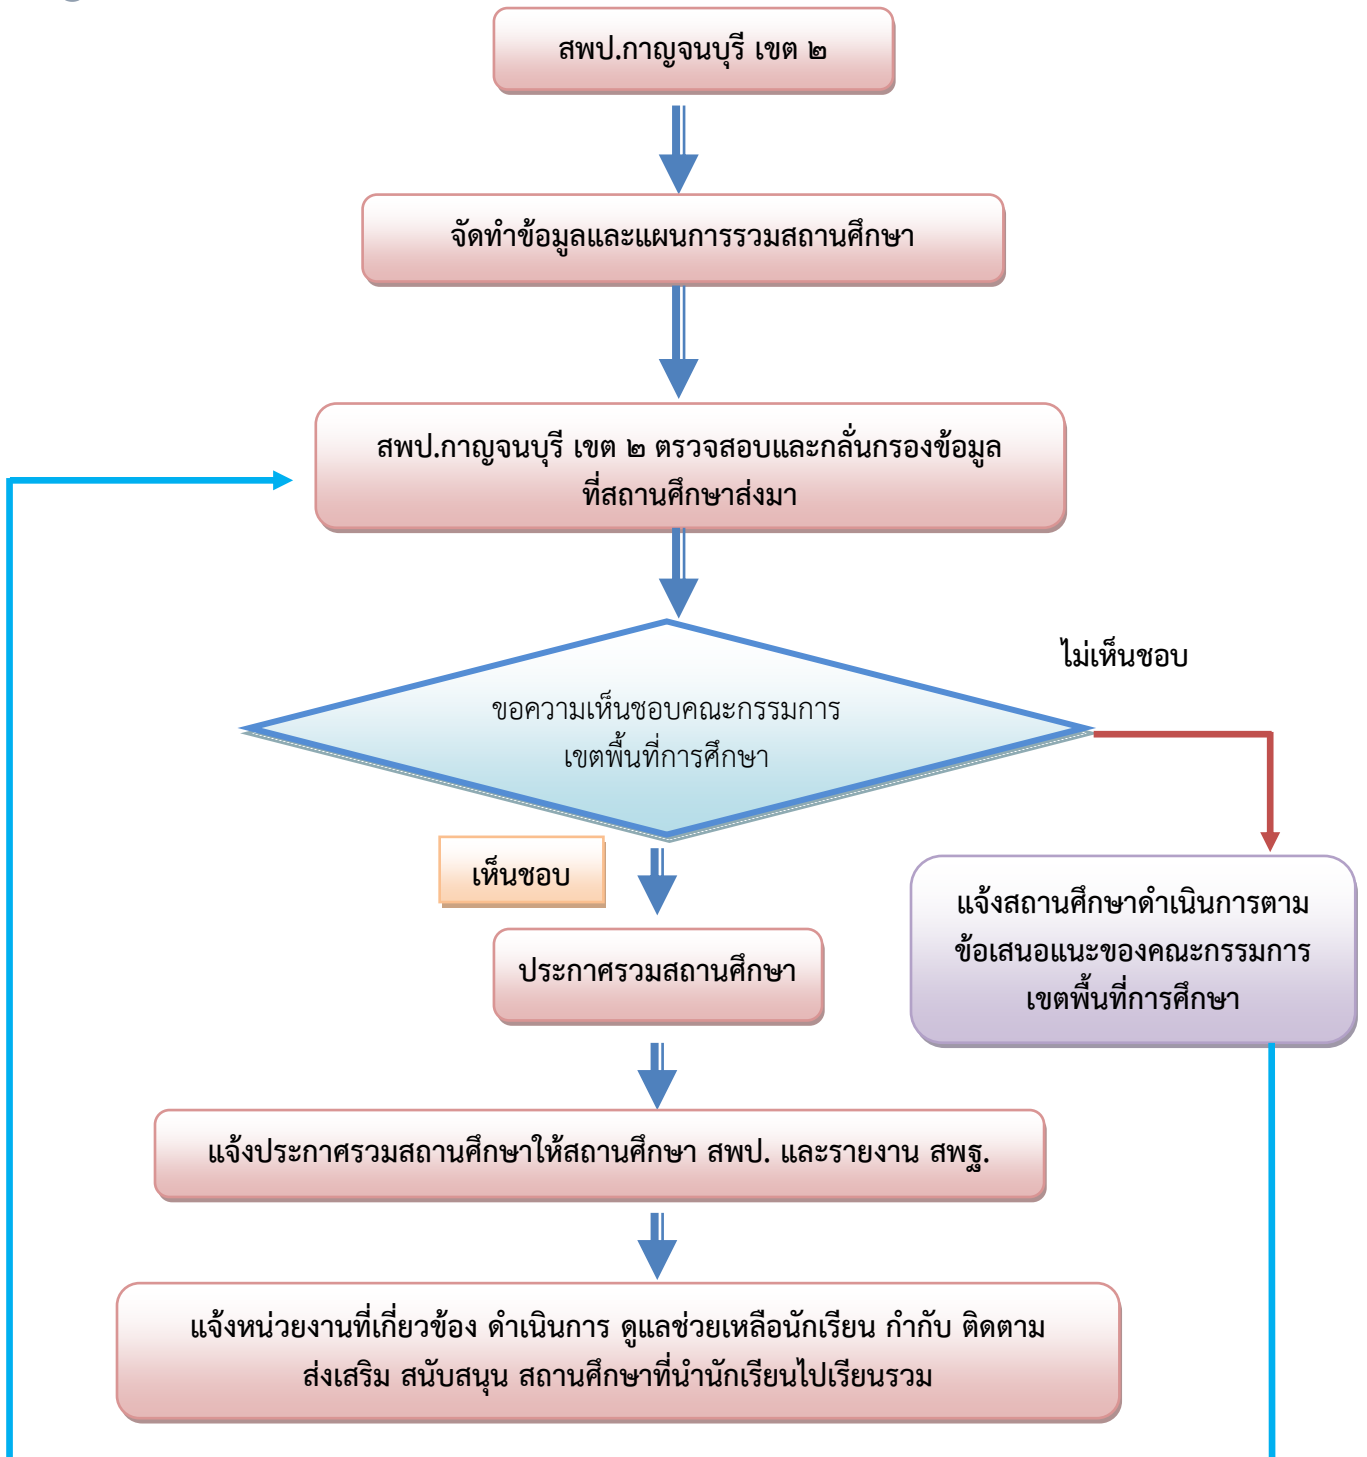 สพป.กาญจนบุรี เขต ๒
จัดทำข้อมูลและแผนการรวมสถานศึกษา
สพป.กาญจนบุรี เขต ๒ ตรวจสอบและกลั่นกรองข้อมูล
ที่สถานศึกษาส่งมา
ไม่เห็นชอบ
ขอความเห็นชอบคณะกรรมการ
เขตพื้นที่การศึกษา
เห็นชอบ
แจ้งสถานศึกษาดำเนินการตาม
ข้อเสนอแนะของคณะกรรมการ
เขตพื้นที่การศึกษา
ประกาศรวมสถานศึกษา
แจ้งประกาศรวมสถานศึกษาให้สถานศึกษา สพป. และรายงาน สพฐ.
แจ้งหน่วยงานที่เกี่ยวข้อง ดำเนินการ ดูแลช่วยเหลือนักเรียน กำกับ ติดตาม
ส่งเสริม สนับสนุน สถานศึกษาที่นำนักเรียนไปเรียนรวม